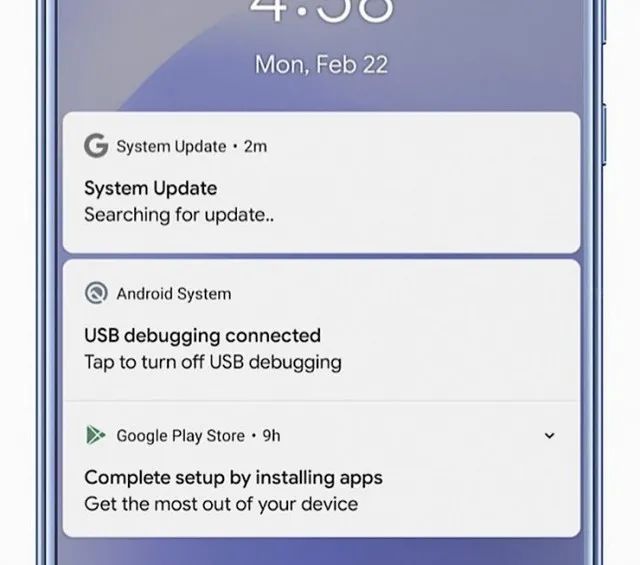 4:58
Mon, Feb 22
System Update • 2m
System Update
Searching for update..
Android System
USB debugging connected
Tap to turn off USB debugging
Google Play Store • 9h
Complete setup by installing apps
Get the most out of your device